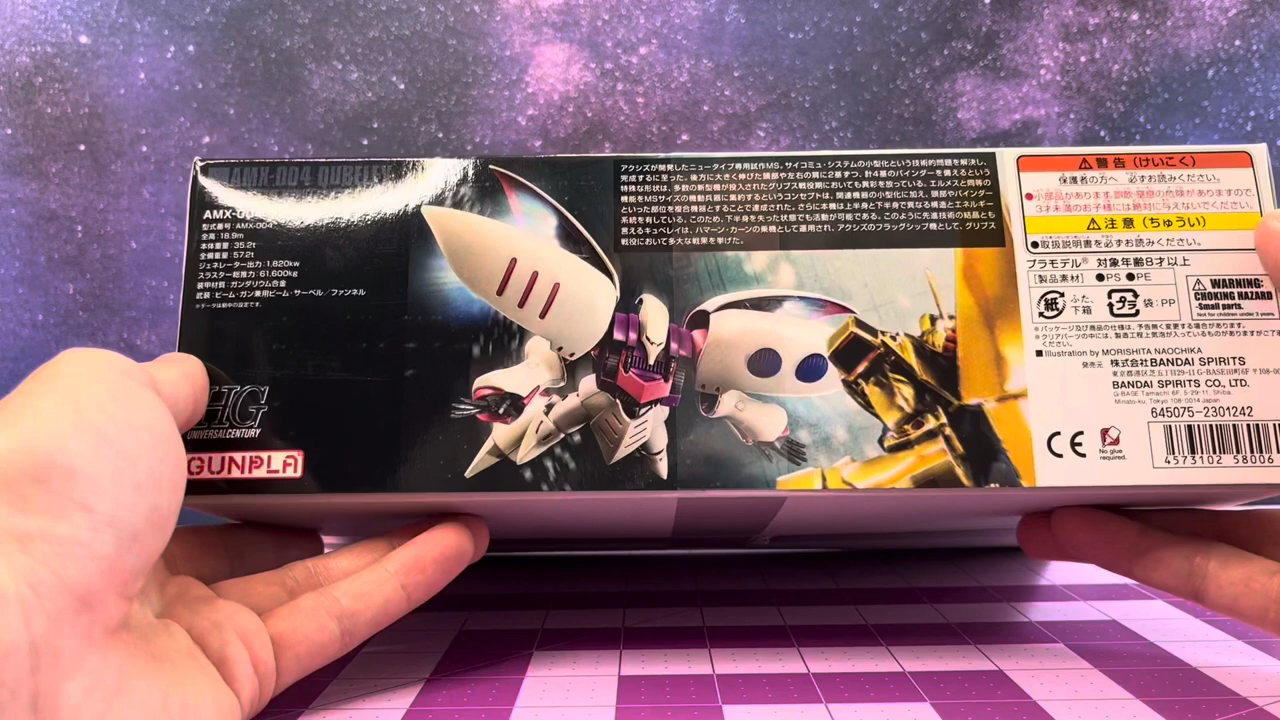 AMX-004 QUBELEY
AMX-004
型式番号：AMX-004
全高：18.9m
本体重量：35.2t
全備重量：57.2t
ジェネレーター出力：1,820kw
スラスター総推力：61,600kg
装甲材質：ガンダリウム合金
武装：ビーム・ガン兼用ビーム・サーベル／ファンネル
※データは劇中の設定です。
HG
UNIVERSAL CENTURY
GUNPLA
アクシズが開発したニュータイプ専用試作MS。サイコミュ・システムの小型化という技術的問題を解決し、
完成するに至った。後方に大きく伸びた頭部や左右の肩に2基ずつ、計4基のバインダーを備えるという
特殊な形状は、多数の新型機が投入されたグリプス戦役期においても異彩を放っている。エルメスと同等の
機能をMSサイズの機動兵器に集約するというコンセプトは、関連機器の小型化に加え、頭部やバインダー
といった部位を複合機器とすることで達成された。さらに本機は上半身と下半身で異なる構造とエネルギー
系統を有している。このため、下半身を失った状態でも活動が可能である。このように先進技術の結晶とも
言えるキュベレイは、ハマーン・カーンの乗機として運用され、アクシズのフラッグシップ機として、グリプス
戦役において多大な戦果を挙げた。
警告（けいこく）
保護者の方へ 必ずお読みください。
●小部品があります。誤飲・窒息の危険がありますので、
3才未満のお子様には絶対に与えないでください。
注意（ちゅうい）
●取扱説明書を必ずお読みください。
プラモデル® 対象年齢8才以上
[製品素材] ●PS ●PE
紙 ふた、下箱
プラ 袋：PP
WARNING:
CHOKING HAZARD
-Small parts.
Not for children under 3 years.
※パッケージ及び商品の仕様は、予告無く変更する場合があります。
※クリアパーツの中には、製造工程上気泡が入っているものがありますがご了
ください。
■Illustration by MORISHITA NAOCHIKA
発売元 株式会社BANDAI SPIRITS
東京都港区芝五丁目29-11 G-BASE田町6F 〒108-00
BANDAI SPIRITS CO., LTD.
G-BASE Tamachi 6F, 5-29-11, Shiba,
Minato-ku, Tokyo 108-0014 Japan
645075-2301242
CE
No glue
required.
4573102 58006